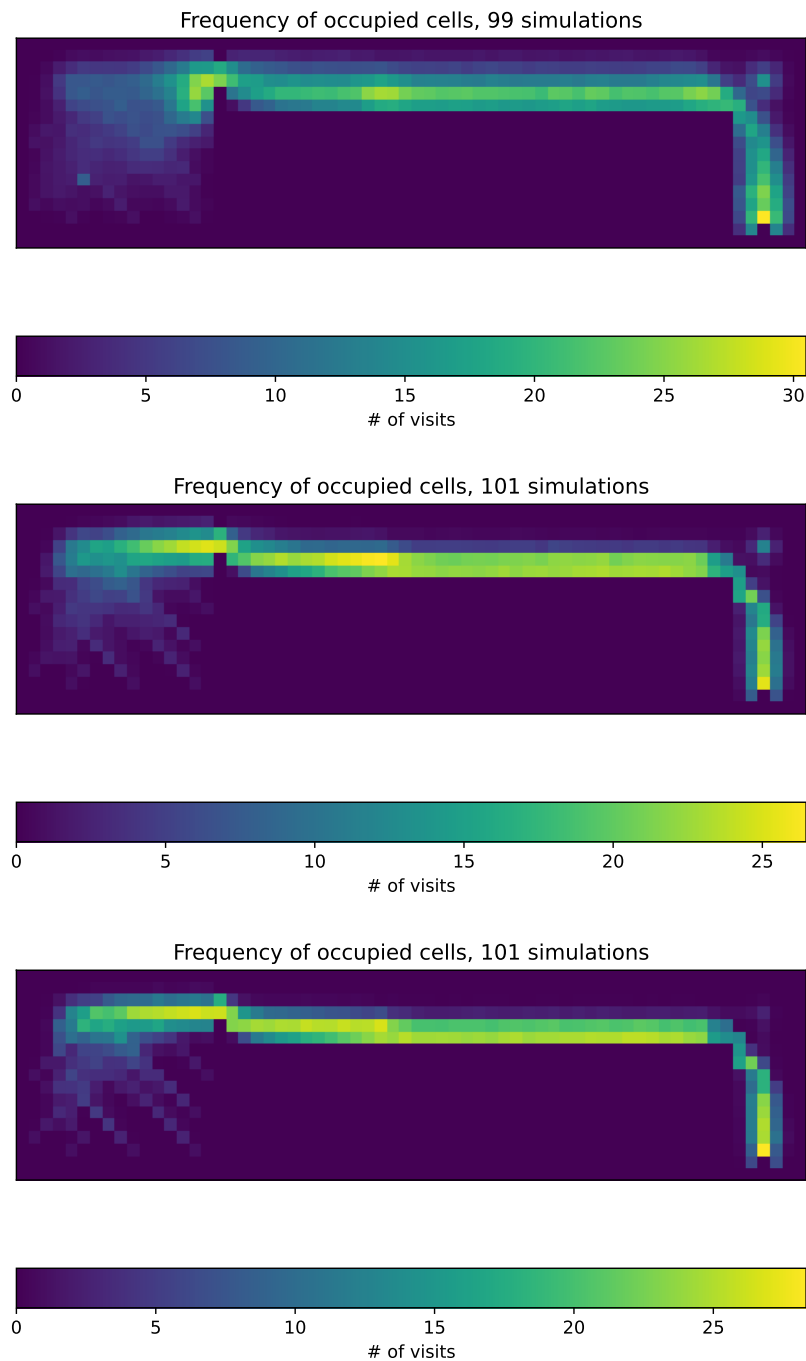 Frequency of occupied cells, 99 simulations
0 5 10 15 20 25 30
# of visits
Frequency of occupied cells, 101 simulations
0 5 10 15 20 25
# of visits
Frequency of occupied cells, 101 simulations
0 5 10 15 20 25
# of visits